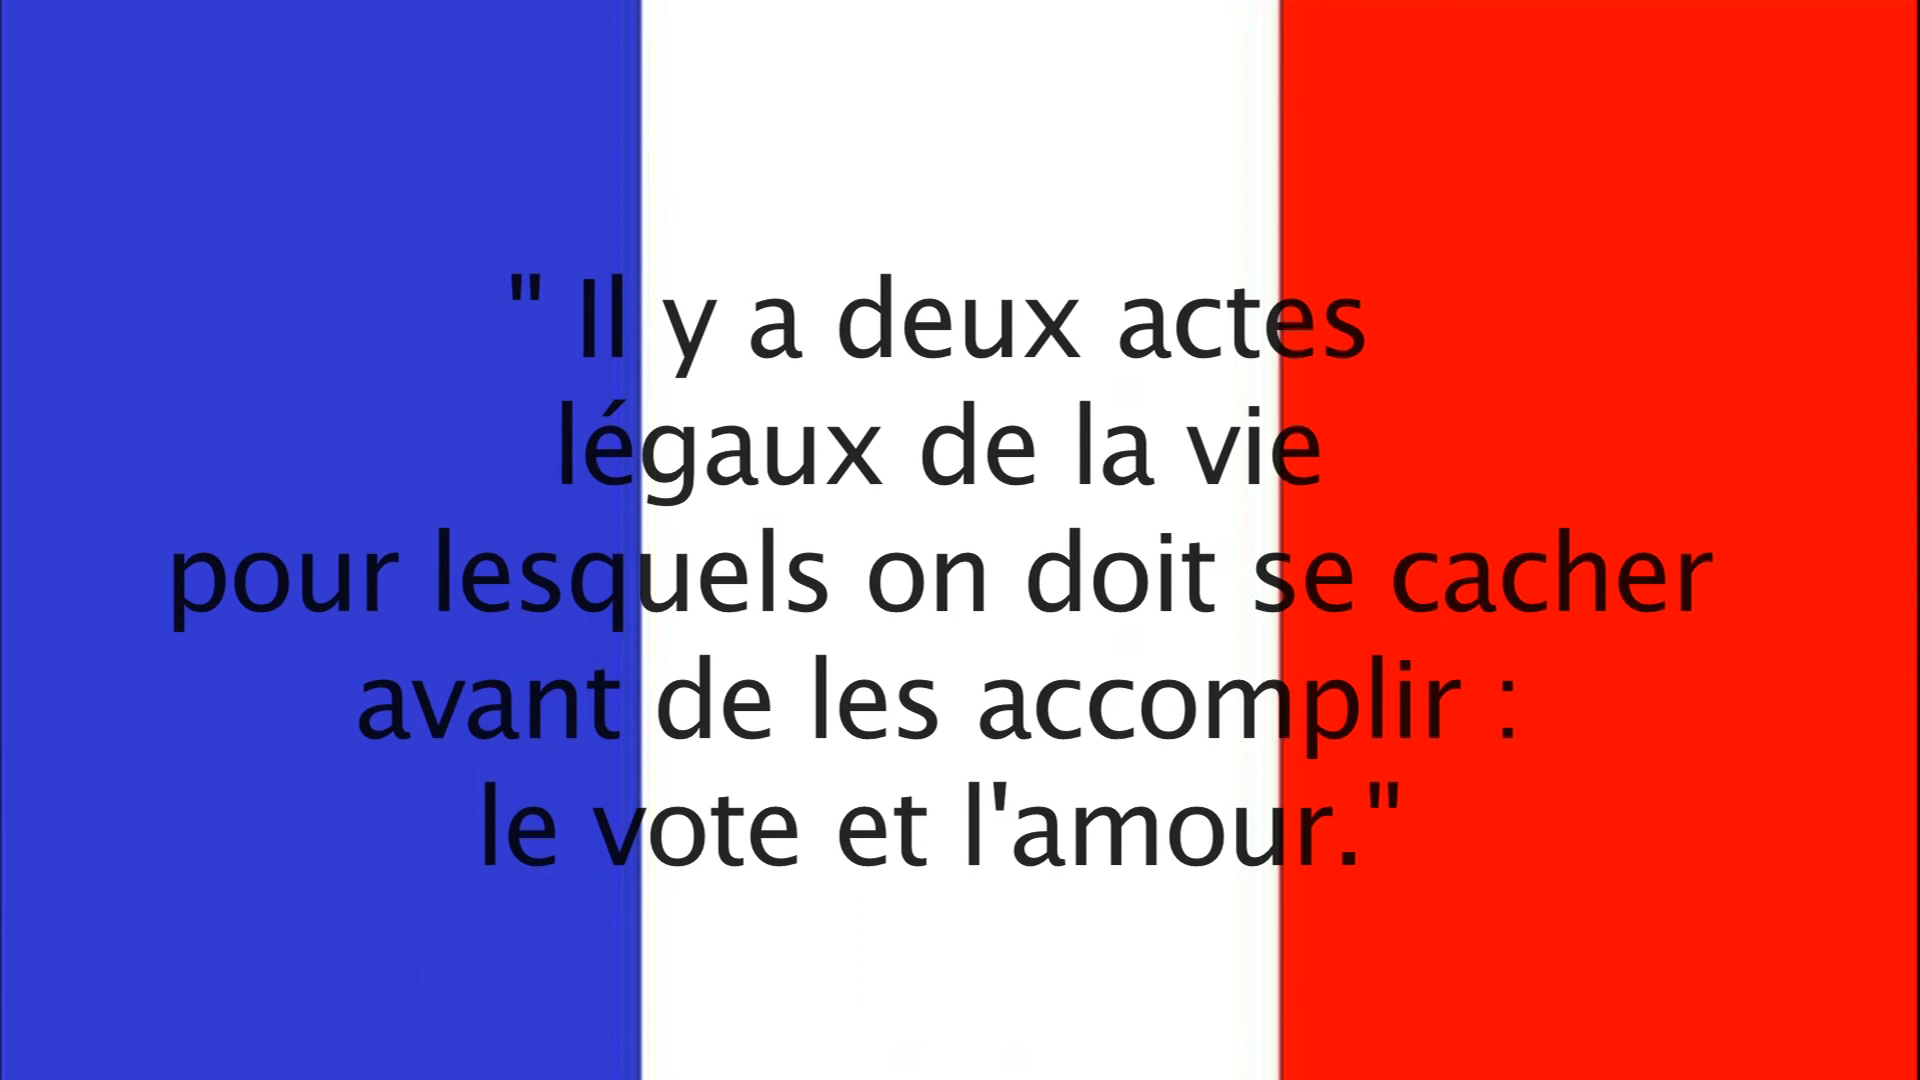 " Il y a deux actes
légaux de la vie
pour lesquels on doit se cacher
avant de les accomplir :
le vote et l'amour."